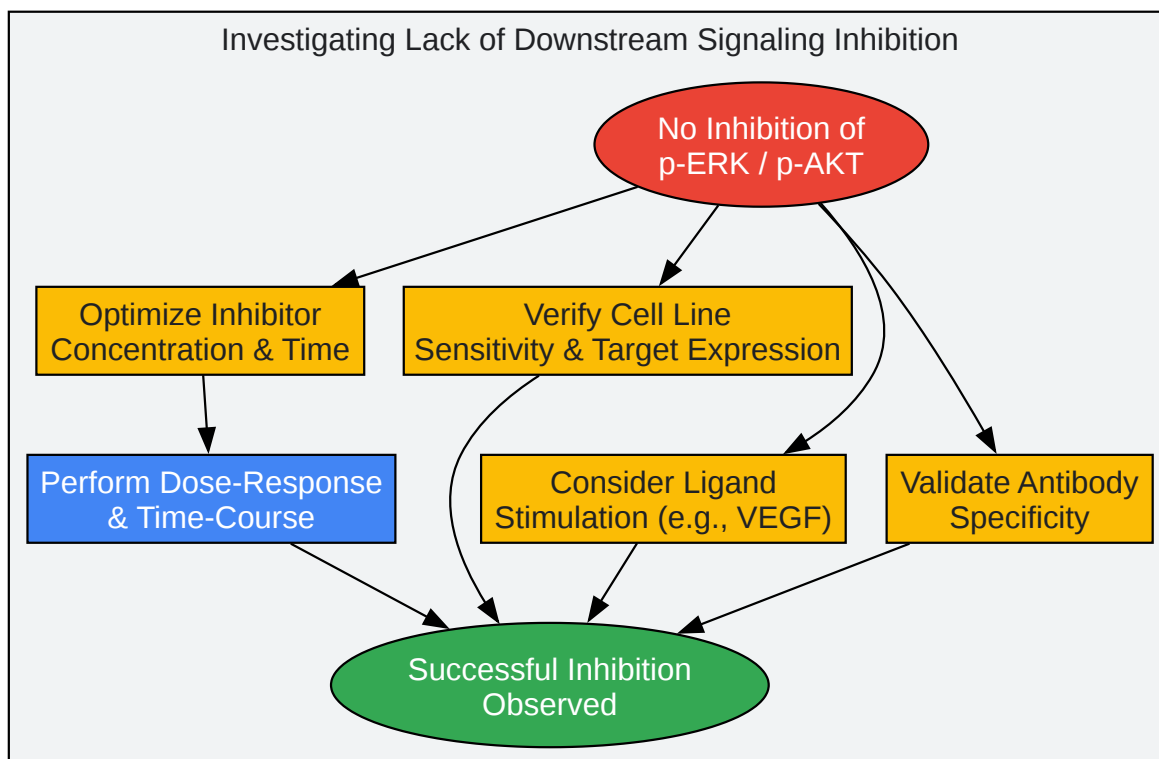 Investigating Lack of Downstream Signaling Inhibition
No Inhibition of
p-ERK / p-AKT
Optimize Inhibitor
Concentration & Time
Verify Cell Line
Sensitivity & Target Expression
Perform Dose-Response
& Time-Course
Consider Ligand
Stimulation (e.g., VEGF)
Validate Antibody
Specificity
Successful Inhibition
Observed